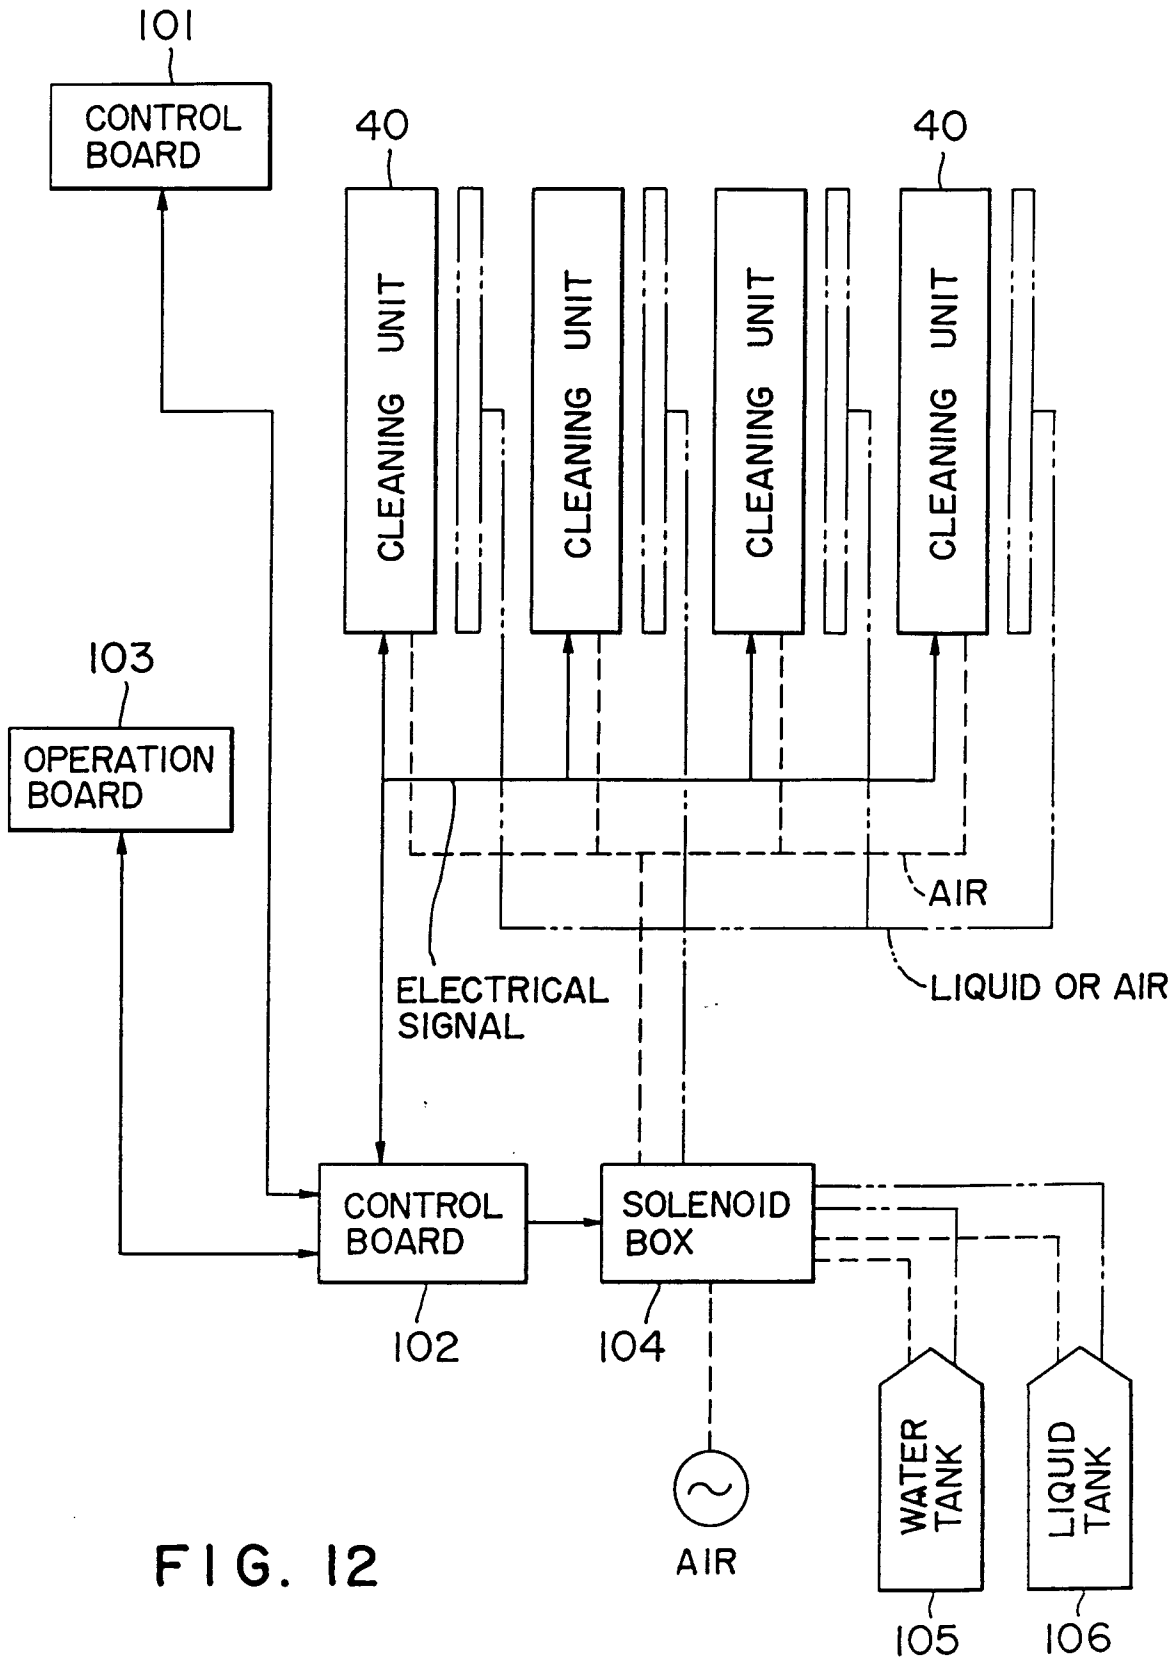 101
CONTROL
BOARD
40
40
CLEANING UNIT
CLEANING UNIT
CLEANING UNIT
CLEANING UNIT
103
OPERATION
BOARD
AIR
ELECTRICAL
SIGNAL
LIQUID OR AIR
CONTROL
BOARD
SOLENOID
BOX
102
104
WATER
TANK
LIQUID
TANK
AIR
FIG. 12
105
106